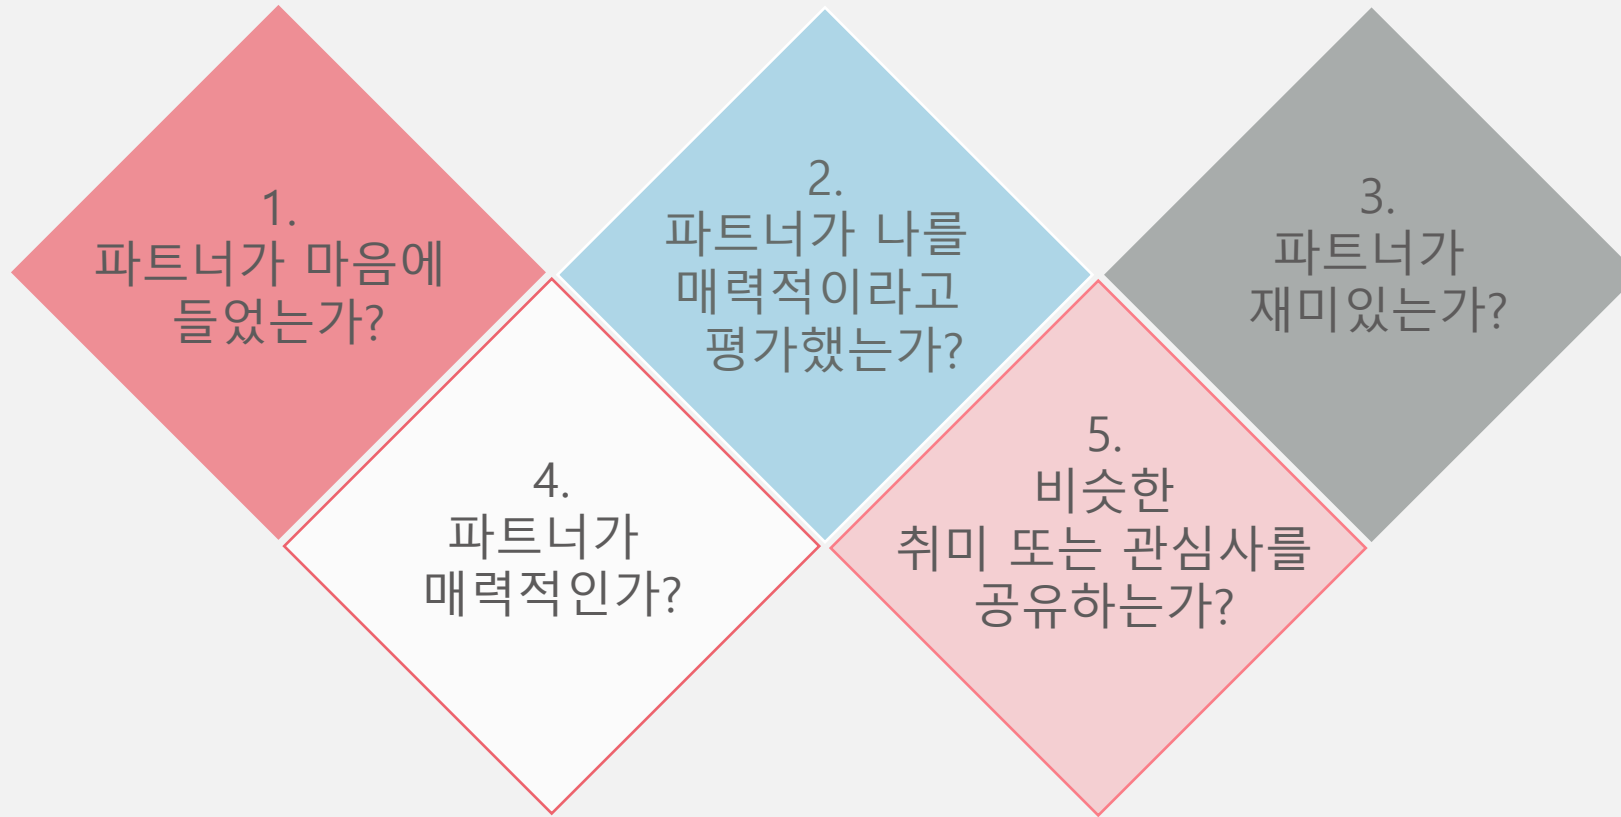 1.
파트너가 마음에
들었는가?
2.
파트너가 나를
매력적이라고
평가했는가?
3.
파트너가
재미있는가?
4.
파트너가
매력적인가?
5.
비슷한
취미 또는 관심사를
공유하는가?